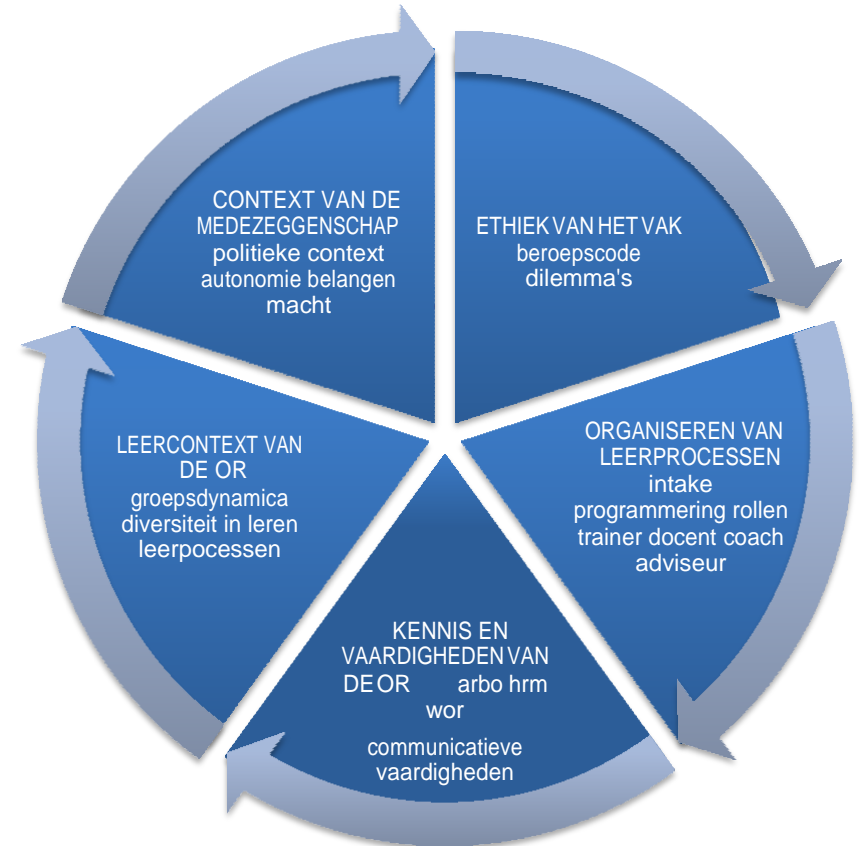 CONTEXT VAN DE
MEDEZEGGENSCHAP
politieke context
autonomie belangen
macht
ETHIEK VAN HET VAK
beroepscode
dilemma's
ORGANISEREN VAN
LEERPROCESSEN
intake
programmering rollen
trainer docent coach
adviseur
KENNIS EN
VAARDIGHEDEN VAN
DE OR arbo hrm
wor
communicatieve
vaardigheden
LEERCONTEXT VAN
DE OR
groepsdynamica
diversiteit in leren
leerpocessen